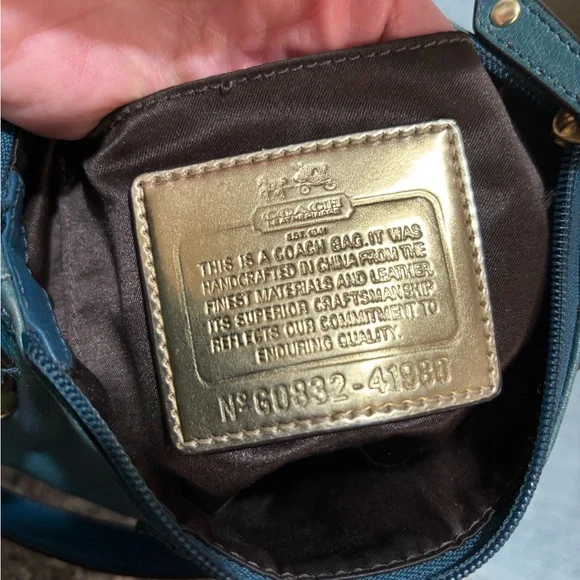 COACH
LEATHERWARE
EST. 1941
THIS IS A COACH BAG. IT WAS
HANDCRAFTED IN CHINA FROM THE
FINEST MATERIALS AND LEATHER.
ITS SUPERIOR CRAFTSMANSHIP
REFLECTS OUR COMMITMENT TO
ENDURING QUALITY.
Nº G0832-41980